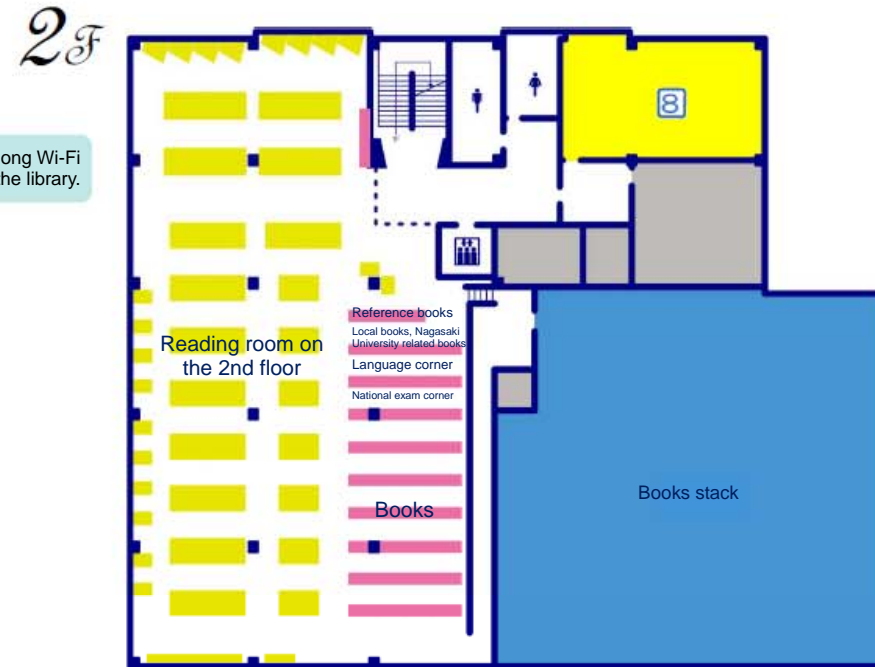 2F
ong Wi-Fi
the library.
8
Reference books
Local books, Nagasaki
University related books
Language corner
National exam corner
Reading room on
the 2nd floor
Books
Books stack